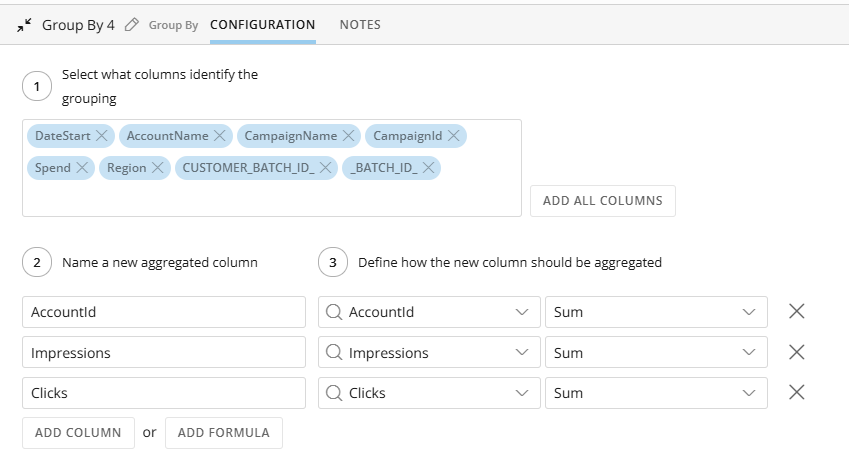 Group By 4 Group By CONFIGURATION NOTES
1 Select what columns identify the
grouping
DateStart AccountName CampaignName CampaignId
Spend Region CUSTOMER_BATCH_ID_ _BATCH_ID_
ADD ALL COLUMNS
2 Name a new aggregated column 3 Define how the new column should be aggregated
AccountId AccountId Sum
Impressions Impressions Sum
Clicks Clicks Sum
ADD COLUMN or ADD FORMULA